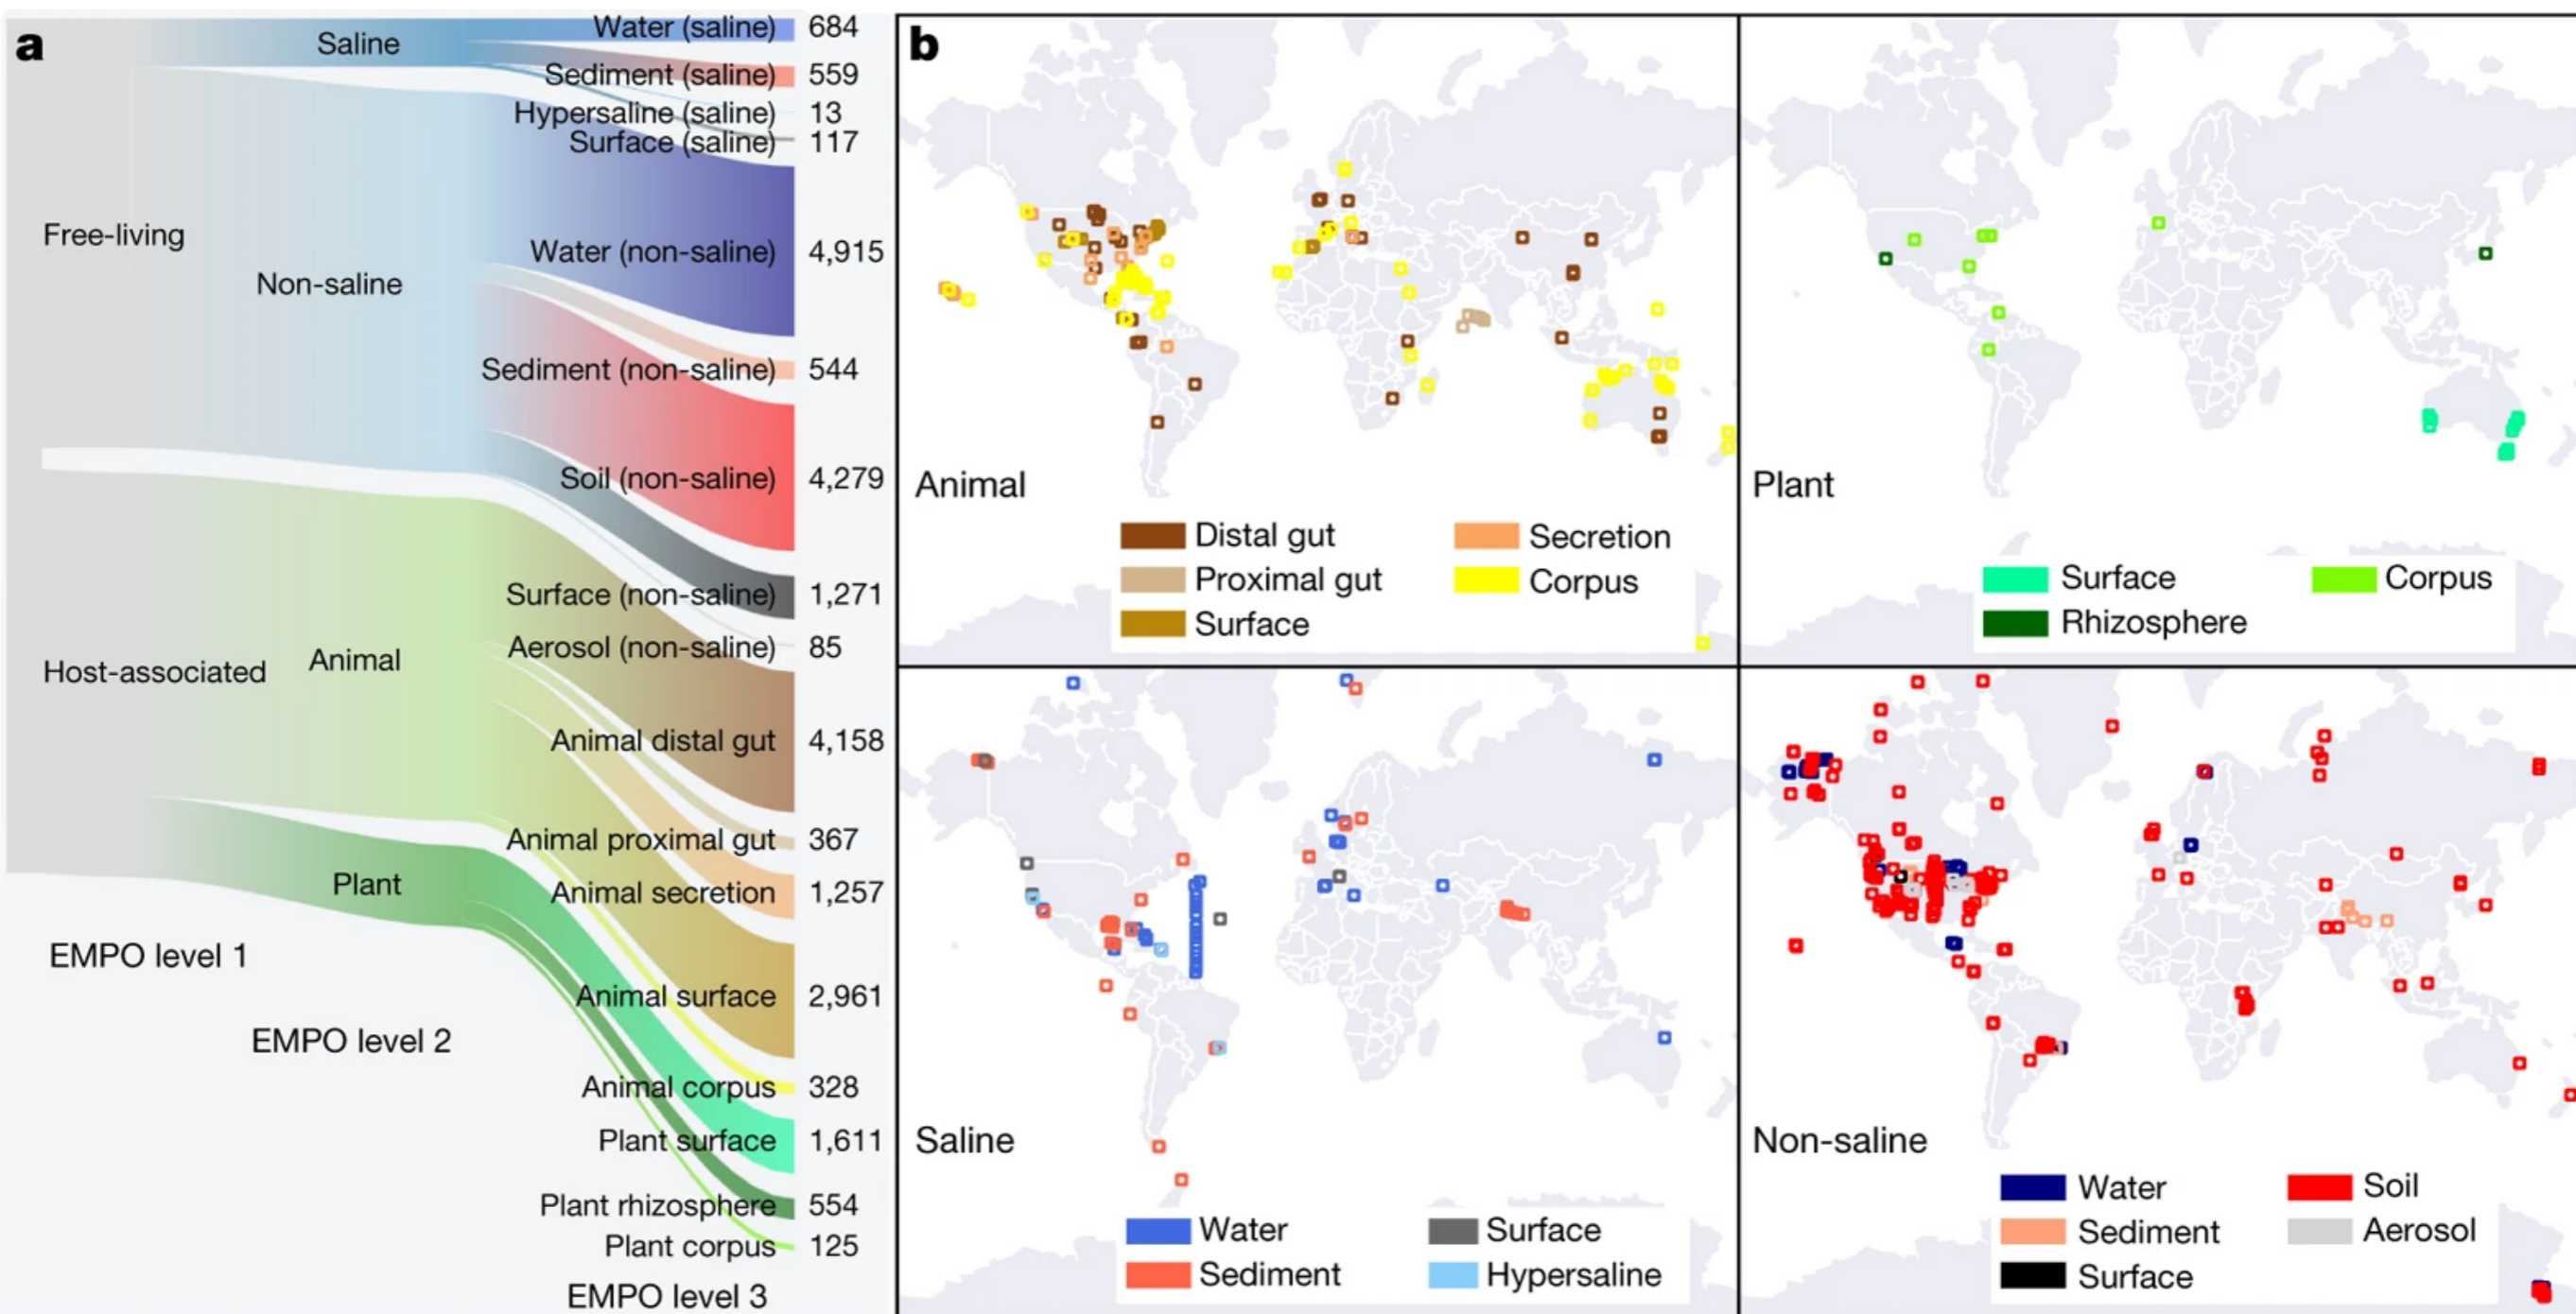 a
Saline
Water (saline) 684
Sediment (saline) 559
Hypersaline (saline) 13
Surface (saline) 117
Free-living
Non-saline
Water (non-saline) 4,915
Sediment (non-saline) 544
Soil (non-saline) 4,279
Surface (non-saline) 1,271
Aerosol (non-saline) 85
Host-associated
Animal
Animal distal gut 4,158
Animal proximal gut 367
Plant
Animal secretion 1,257
EMPO level 1
Animal surface 2,961
EMPO level 2
Animal corpus 328
Plant surface 1,611
Plant rhizosphere 554
Plant corpus 125
EMPO level 3
b
Animal
Distal gut
Secretion
Proximal gut
Corpus
Surface
Plant
Surface
Corpus
Rhizosphere
Saline
Water
Surface
Sediment
Hypersaline
Non-saline
Water
Soil
Sediment
Aerosol
Surface